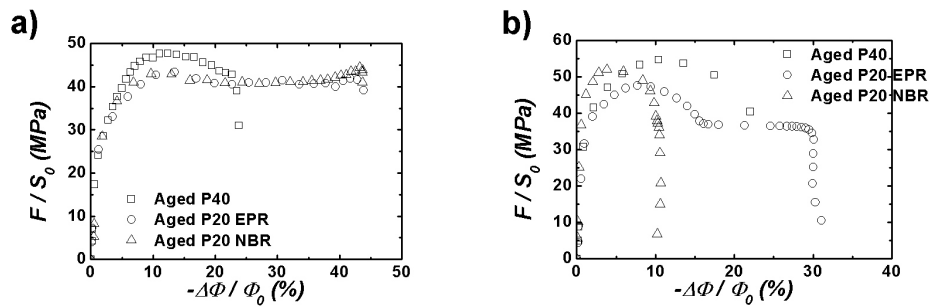 a)
F / S0 (MPa)
50
40
30
20
10
0
Aged P40
Aged P20 EPR
Aged P20 NBR
0 10 20 30 40 50
-ΔΦ / Φ0 (%)
b)
F / S0 (MPa)
60
50
40
30
20
10
0
Aged P40
Aged P20 EPR
Aged P20 NBR
0 10 20 30 40
-ΔΦ / Φ0 (%)